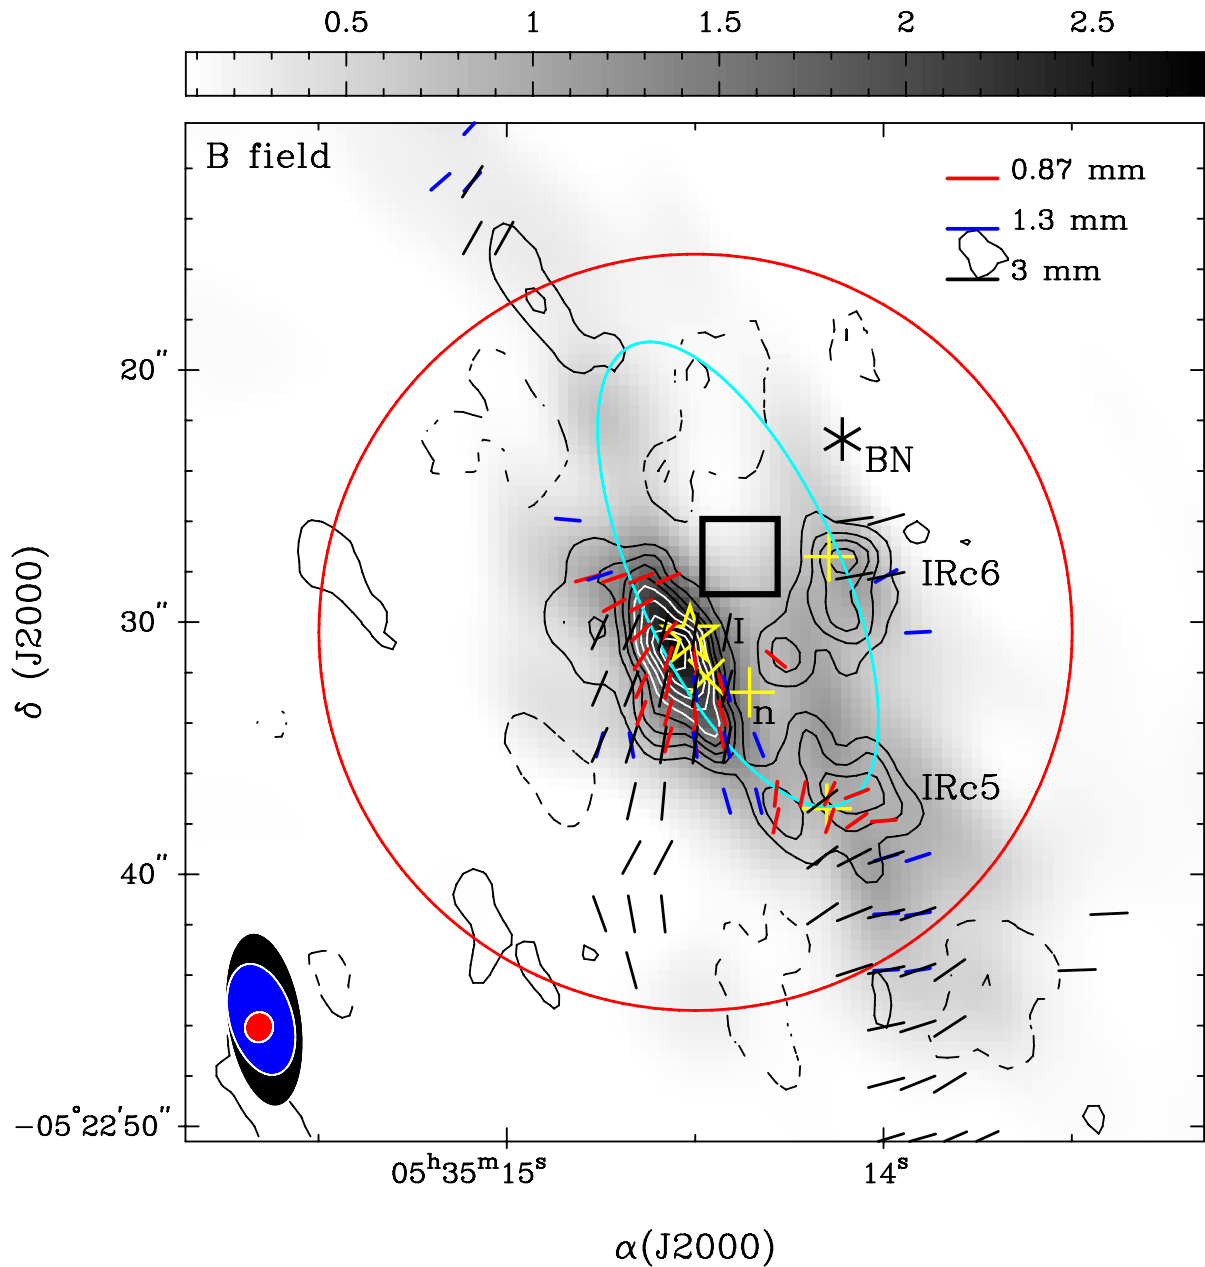 0.5 1 1.5 2 2.5
B field
0.87 mm
1.3 mm
3 mm
20″
BN
IRc6
30″
I
n
IRc5
40″
−05°22′50″
05ʰ35ᵐ15ˢ 14ˢ
δ (J2000)
α(J2000)